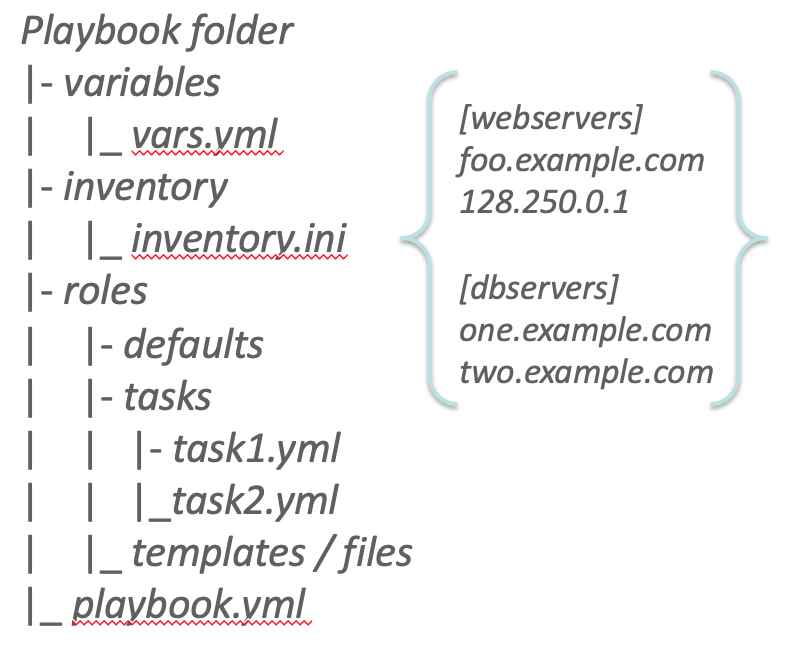 Playbook folder
|- variables
|    |_ vars.yml
|- inventory
|    |_ inventory.ini
|- roles
|    |- defaults
|    |- tasks
|    |    |- task1.yml
|    |    |_task2.yml
|    |_ templates / files
|_ playbook.yml
[webservers]
foo.example.com
128.250.0.1
[dbservers]
one.example.com
two.example.com